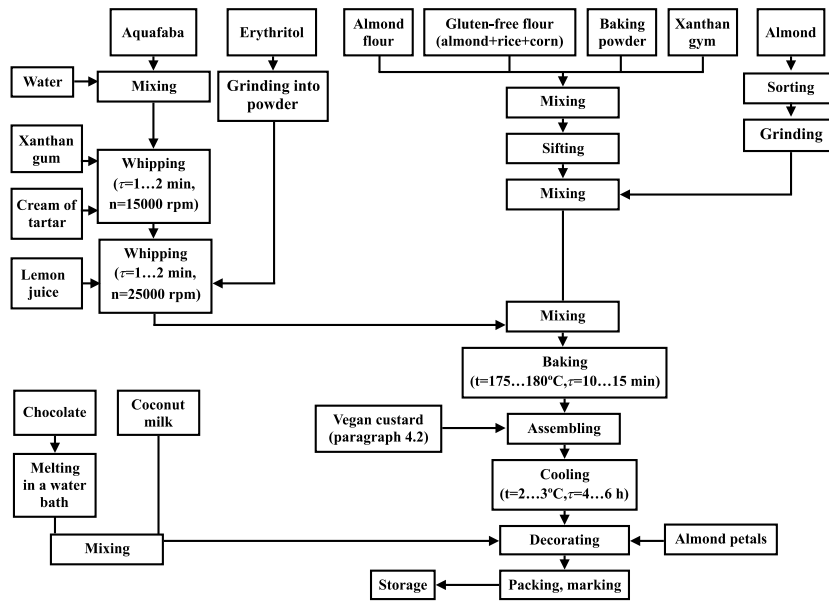 Aquafaba
Erythritol
Almond
flour
Gluten-free flour
(almond+rice+corn)
Baking
powder
Xanthan
gym
Almond
Water
Mixing
Grinding into
powder
Mixing
Sorting
Xanthan
gum
Whipping
(τ=1...2 min,
n=15000 rpm)
Sifting
Grinding
Cream of
tartar
Mixing
Lemon
juice
Whipping
(τ=1...2 min,
n=25000 rpm)
Mixing
Baking
(t=175...180ºC,τ=10...15 min)
Chocolate
Coconut
milk
Vegan custard
(paragraph 4.2)
Assembling
Melting
in a water
bath
Cooling
(t=2...3ºC,τ=4...6 h)
Mixing
Decorating
Almond petals
Storage
Packing, marking